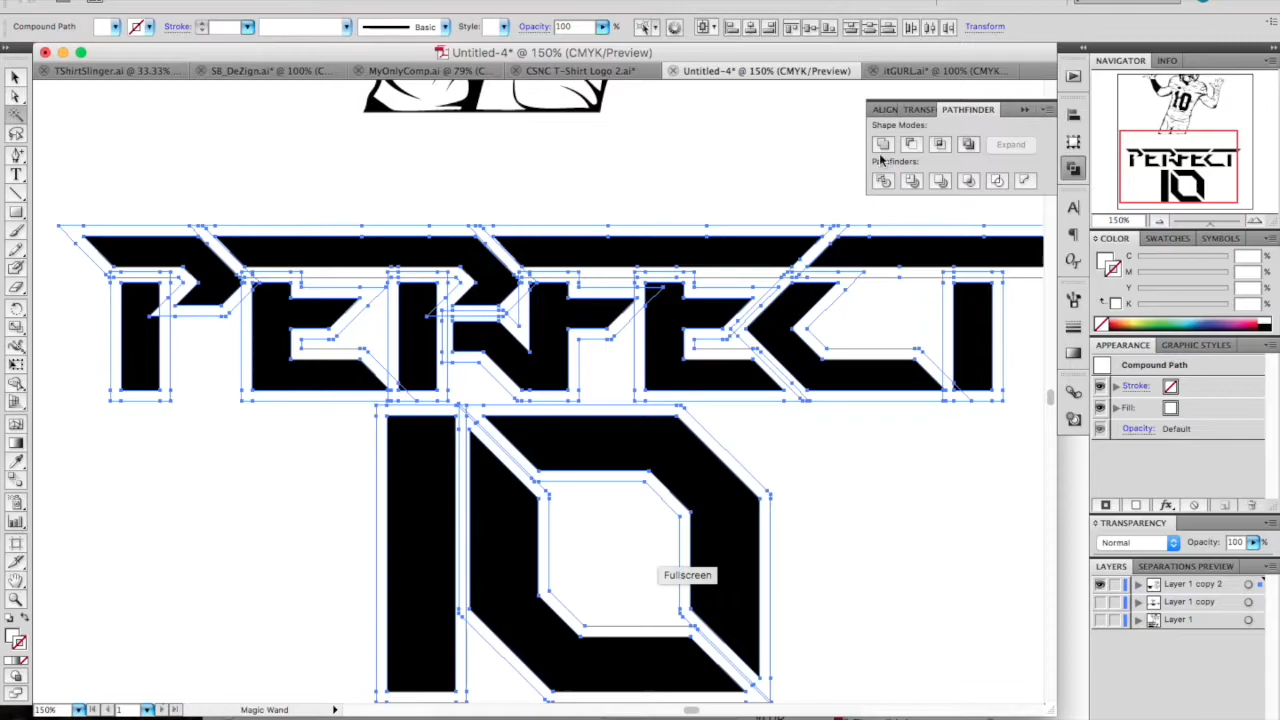 Compound Path
Stroke:
Basic
Style:
Opacity: 100 %
Transform
Untitled-4* @ 150% (CMYK/Preview)
TShirtSlinger.ai @ 33.33% ...
SB_DeZign.ai* @ 100% (C...
MyOnlyComp.ai @ 79% (C...
CSNC T-Shirt Logo 2.ai*
Untitled-4* @ 150% (CMYK/Preview)
itGURL.ai* @ 100% (CMYK...
ALIGN TRANSF PATHFINDER
Shape Modes:
Expand
Pathfinders:
NAVIGATOR INFO
10
PERFECT
10
150%
COLOR SWATCHES SYMBOLS
C %
M %
Y %
K %
APPEARANCE GRAPHIC STYLES
Compound Path
Stroke:
Fill:
Opacity: Default
TRANSPARENCY
Normal Opacity: 100 %
LAYERS SEPARATIONS PREVIEW
Layer 1 copy 2
Layer 1 copy
Layer 1
PERFECT
10
Fullscreen
150% 1 Magic Wand